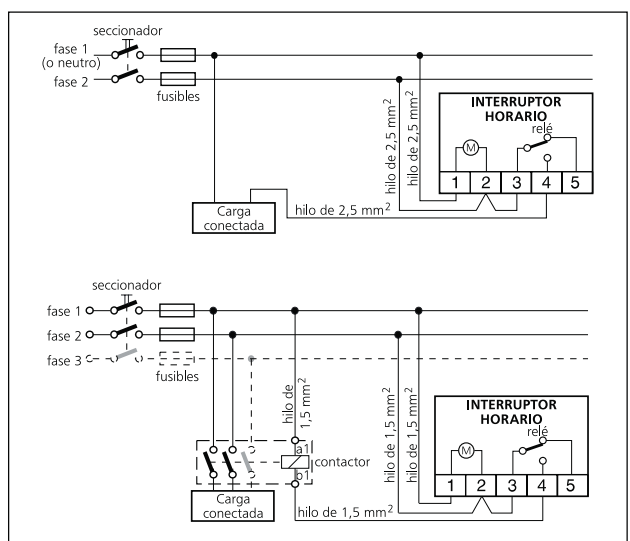 seccionador
fase 1
(o neutro)
fase 2
fusibles
hilo de 2,5 mm²
hilo de 2,5 mm²
INTERRUPTOR
HORARIO
relé
M
1 2 3 4 5
Carga
conectada
hilo de 2,5 mm²
seccionador
fase 1
fase 2
fase 3
fusibles
hilo de
1,5 mm²
hilo de 1,5 mm²
hilo de 1,5 mm²
INTERRUPTOR
HORARIO
relé
M
1 2 3 4 5
a1
contactor
b1
Carga
conectada
hilo de 1,5 mm²